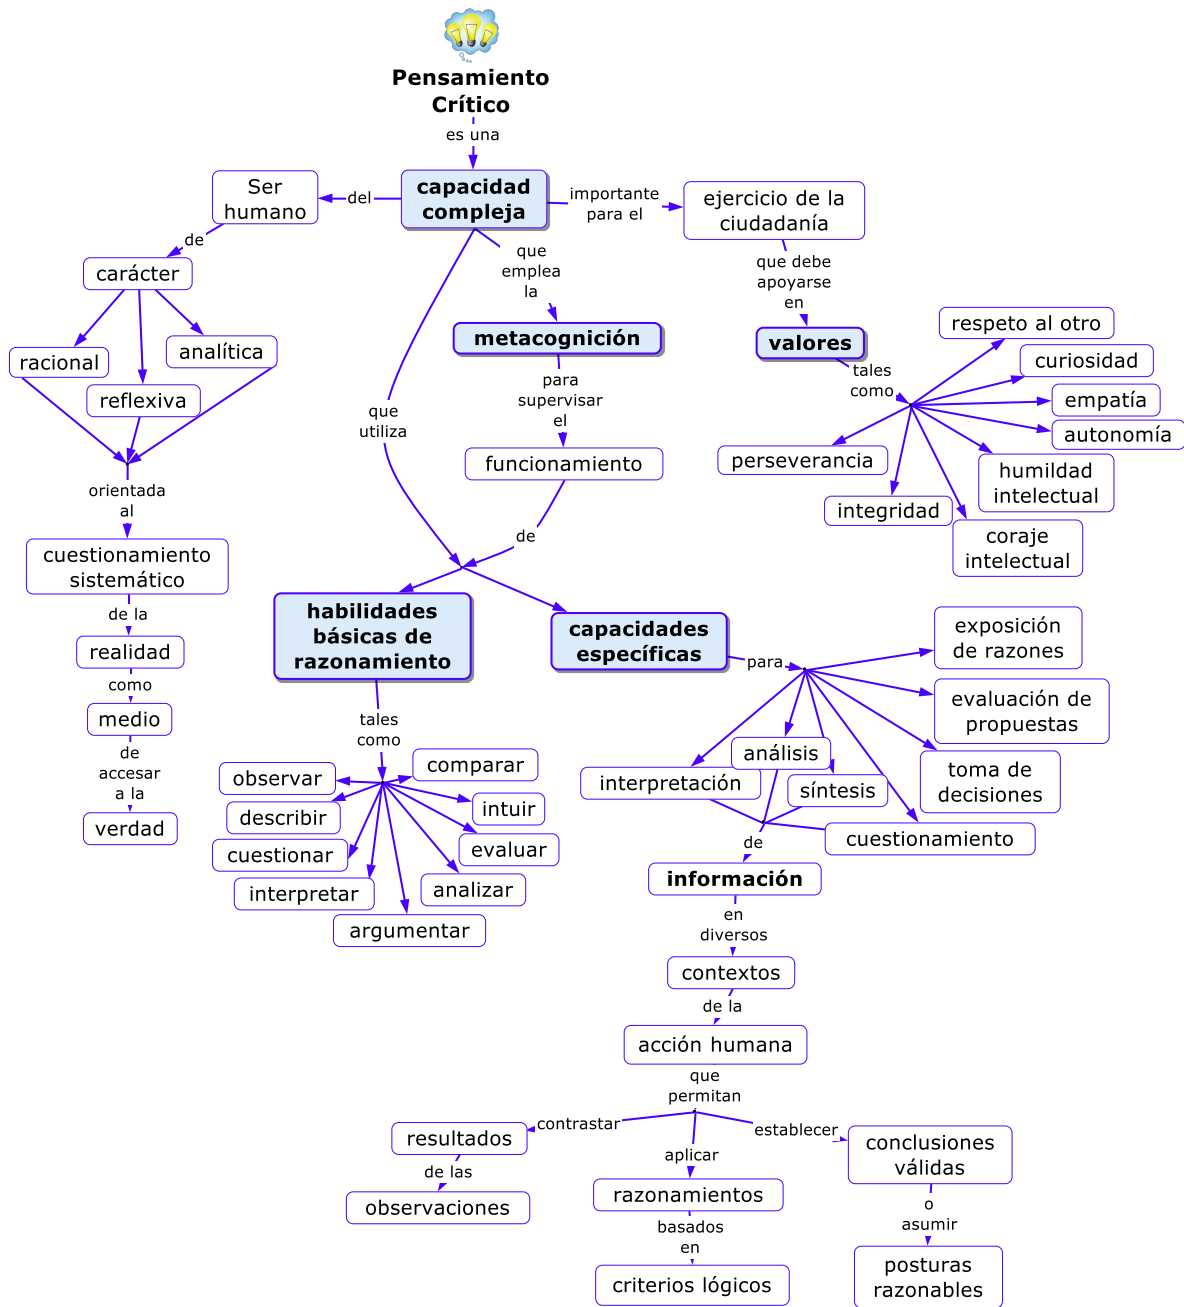 Pensamiento
Crítico
es una
capacidad
compleja
del
Ser
humano
de
carácter
racional
analítica
reflexiva
orientada
al
cuestionamiento
sistemático
de la
realidad
como
medio
de
accesar
a la
verdad
que
emplea
la
metacognición
para
supervisar
el
funcionamiento
de
que
utiliza
importante
para el
ejercicio de la
ciudadanía
que debe
apoyarse
en
valores
tales
como
respeto al otro
curiosidad
empatía
autonomía
humildad
intelectual
coraje
intelectual
integridad
perseverancia
habilidades
básicas de
razonamiento
tales
como
observar
comparar
describir
intuir
cuestionar
evaluar
interpretar
analizar
argumentar
capacidades
específicas
para
exposición
de razones
evaluación de
propuestas
toma de
decisiones
análisis
interpretación
síntesis
cuestionamiento
de
información
en
diversos
contextos
de la
acción humana
que
permitan
contrastar
resultados
de las
observaciones
aplicar
razonamientos
basados
en
criterios lógicos
establecer
conclusiones
válidas
o
asumir
posturas
razonables